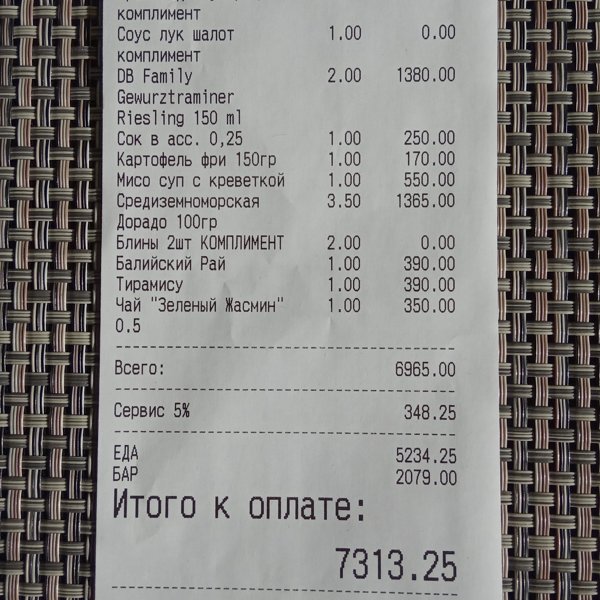 комплимент
Соус лук шалот 1.00 0.00
комплимент
DB Family 2.00 1380.00
Gewurztraminer
Riesling 150 ml
Сок в асс. 0,25 1.00 250.00
Картофель фри 150гр 1.00 170.00
Мисо суп с креветкой 1.00 550.00
Средиземноморская 3.50 1365.00
Дорадо 100гр
Блины 2шт КОМПЛИМЕНТ 2.00 0.00
Балийский Рай 1.00 390.00
Тирамису 1.00 390.00
Чай "Зеленый Жасмин" 1.00 350.00
0.5
Всего: 6965.00
Сервис 5% 348.25
ЕДА 5234.25
БАР 2079.00
Итого к оплате:
7313.25